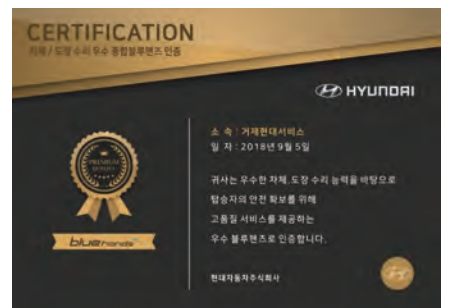 CERTIFICATION
차체 / 도장 수리 우수 종합블루핸즈 인증
HYUNDAI
소 속 : 거제현대서비스
일 자 : 2018년 9월 5일
PREMIUM
QUALITY
귀사는 우수한 차체, 도장 수리 능력을 바탕으로
탑승자의 안전 확보를 위해
고품질 서비스를 제공하는
우수 블루핸즈로 인증합니다.
bluehands
현대자동차주식회사